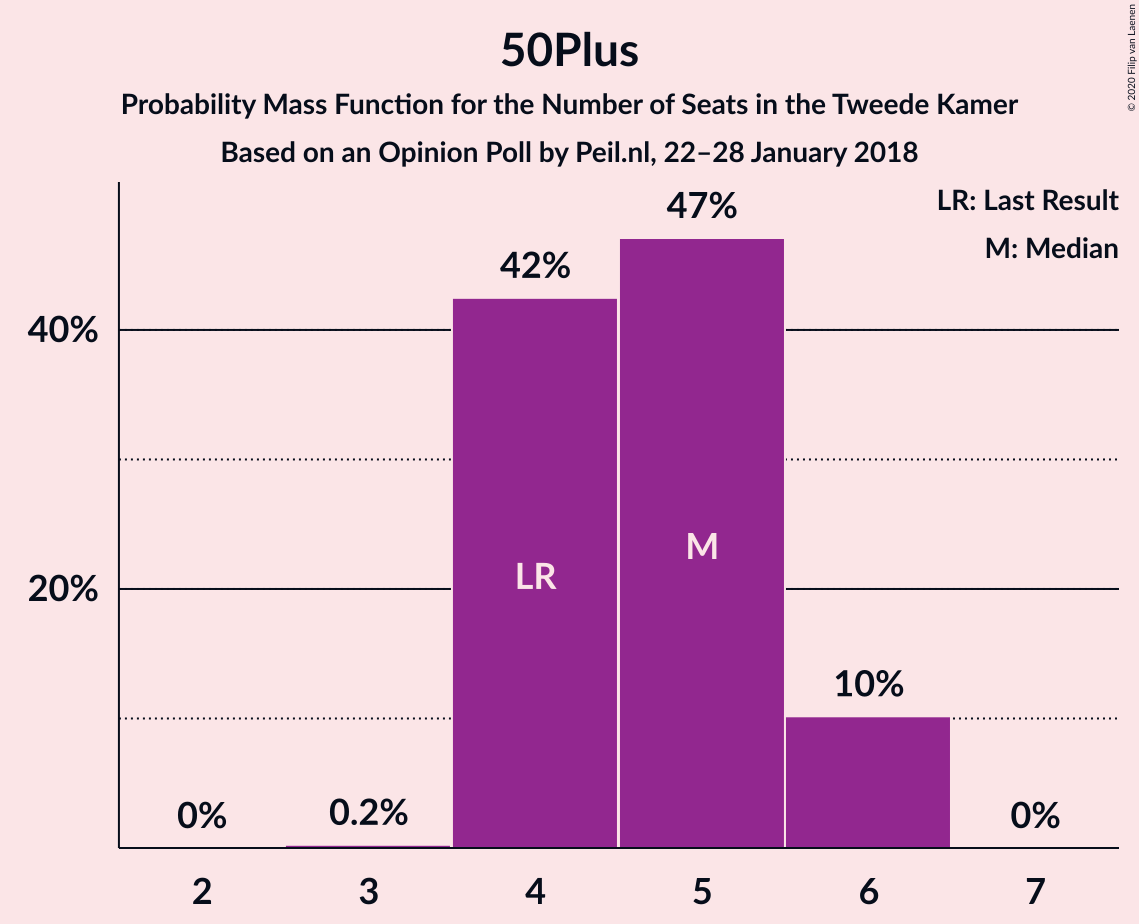 50Plus
Probability Mass Function for the Number of Seats in the Tweede Kamer
Based on an Opinion Poll by Peil.nl, 22–28 January 2018
© 2020 Filip van Laenen
LR: Last Result
M: Median
40%
20%
0%
0.2%
42%
47%
10%
0%
LR
M
2
3
4
5
6
7